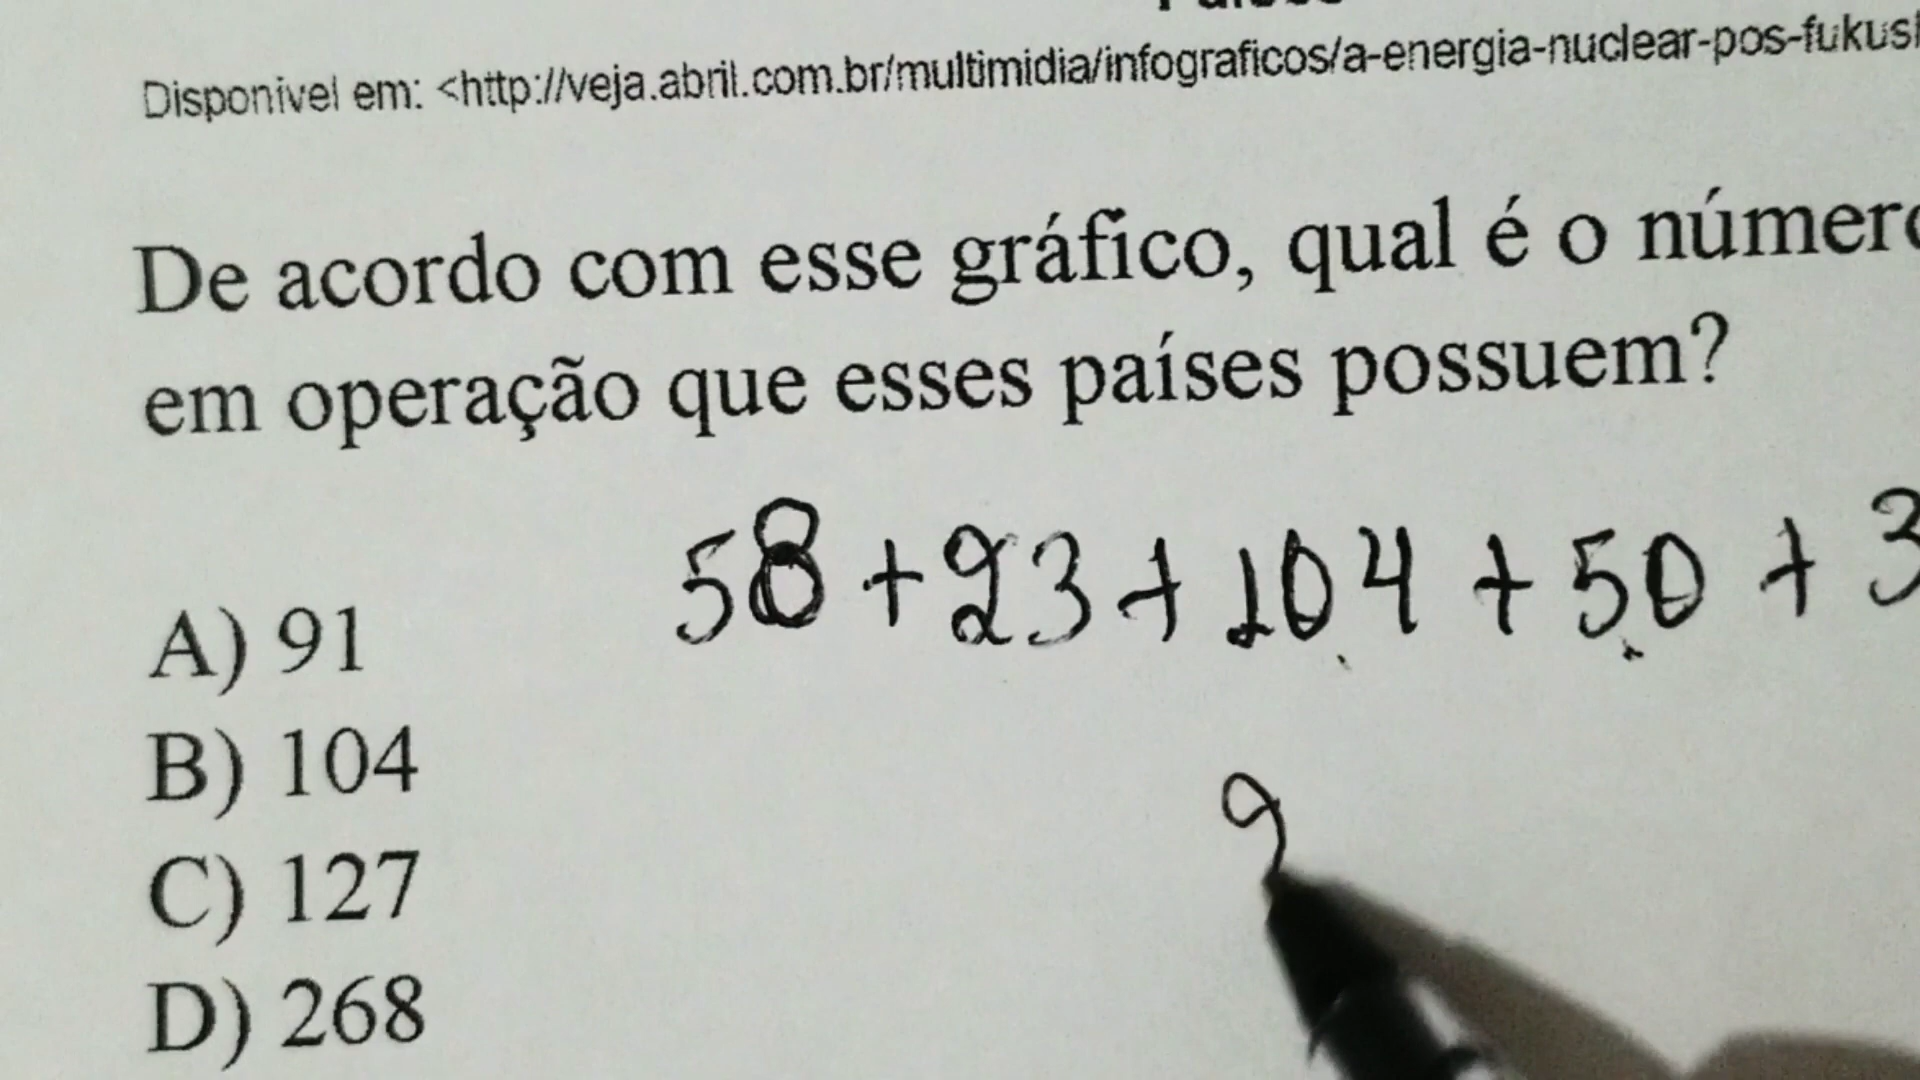 Disponível em: <http://veja.abril.com.br/multimidia/infograficos/a-energia-nuclear-pos-fukus
De acordo com esse gráfico, qual é o número
em operação que esses países possuem?
58+23+104+50+3
A) 91
B) 104
C) 127
D) 268
9